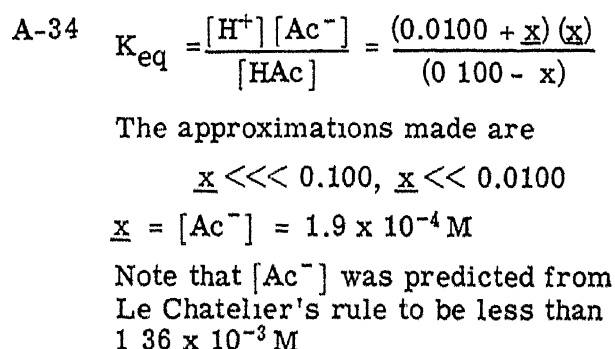 A-34 K_eq = [H⁺] [Ac⁻] / [HAc] = (0.0100 + x) (x) / (0 100 - x)
The approximations made are
x <<< 0.100, x << 0.0100
x = [Ac⁻] = 1.9 x 10⁻⁴ M
Note that [Ac⁻] was predicted from
Le Chatelier's rule to be less than
1 36 x 10⁻³ M